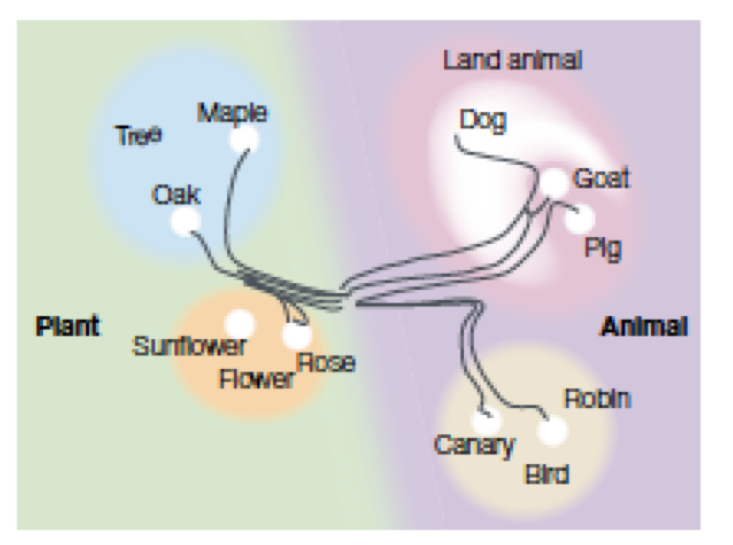 Land animal
Maple
Dog
Tree
Goat
Oak
Pig
Plant
Animal
Sunflower
Rose
Flower
Robin
Canary
Bird